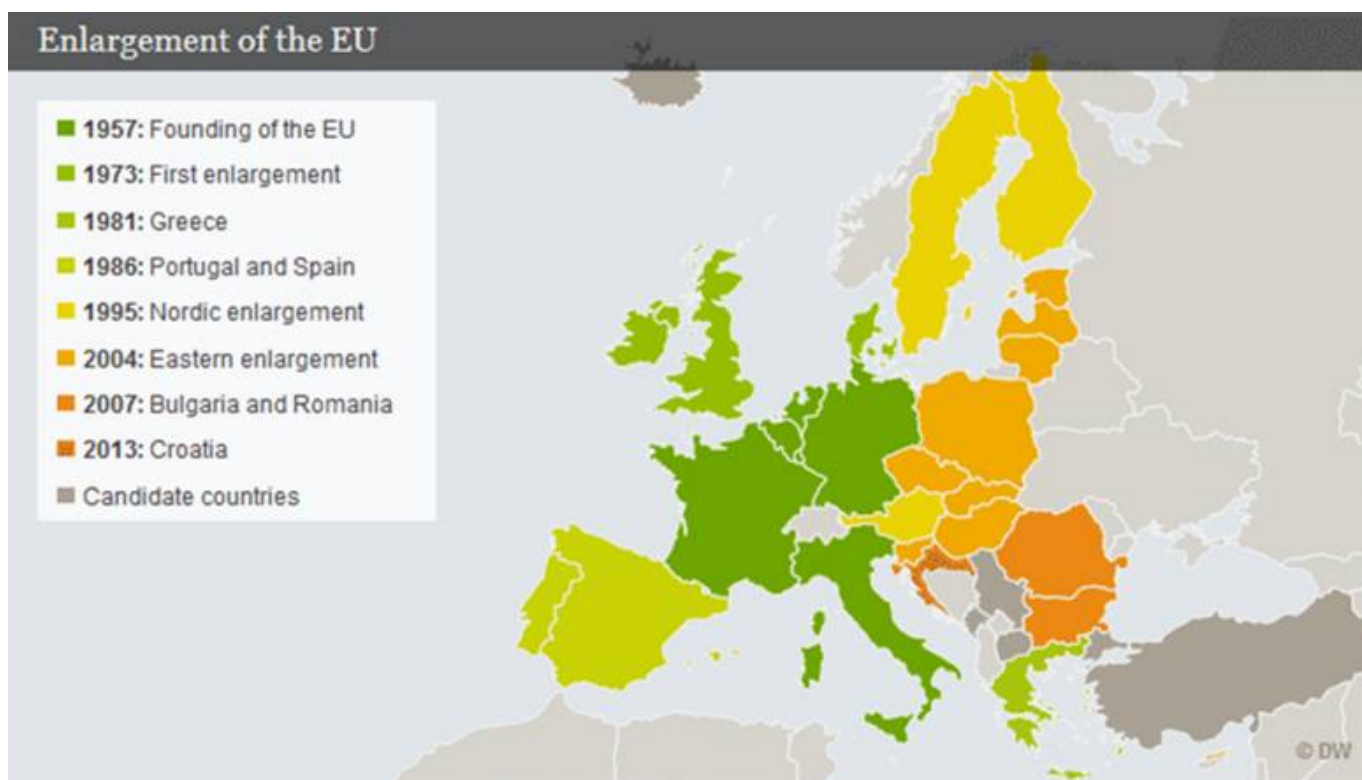 Enlargement of the EU
1957: Founding of the EU
1973: First enlargement
1981: Greece
1986: Portugal and Spain
1995: Nordic enlargement
2004: Eastern enlargement
2007: Bulgaria and Romania
2013: Croatia
Candidate countries
© DW